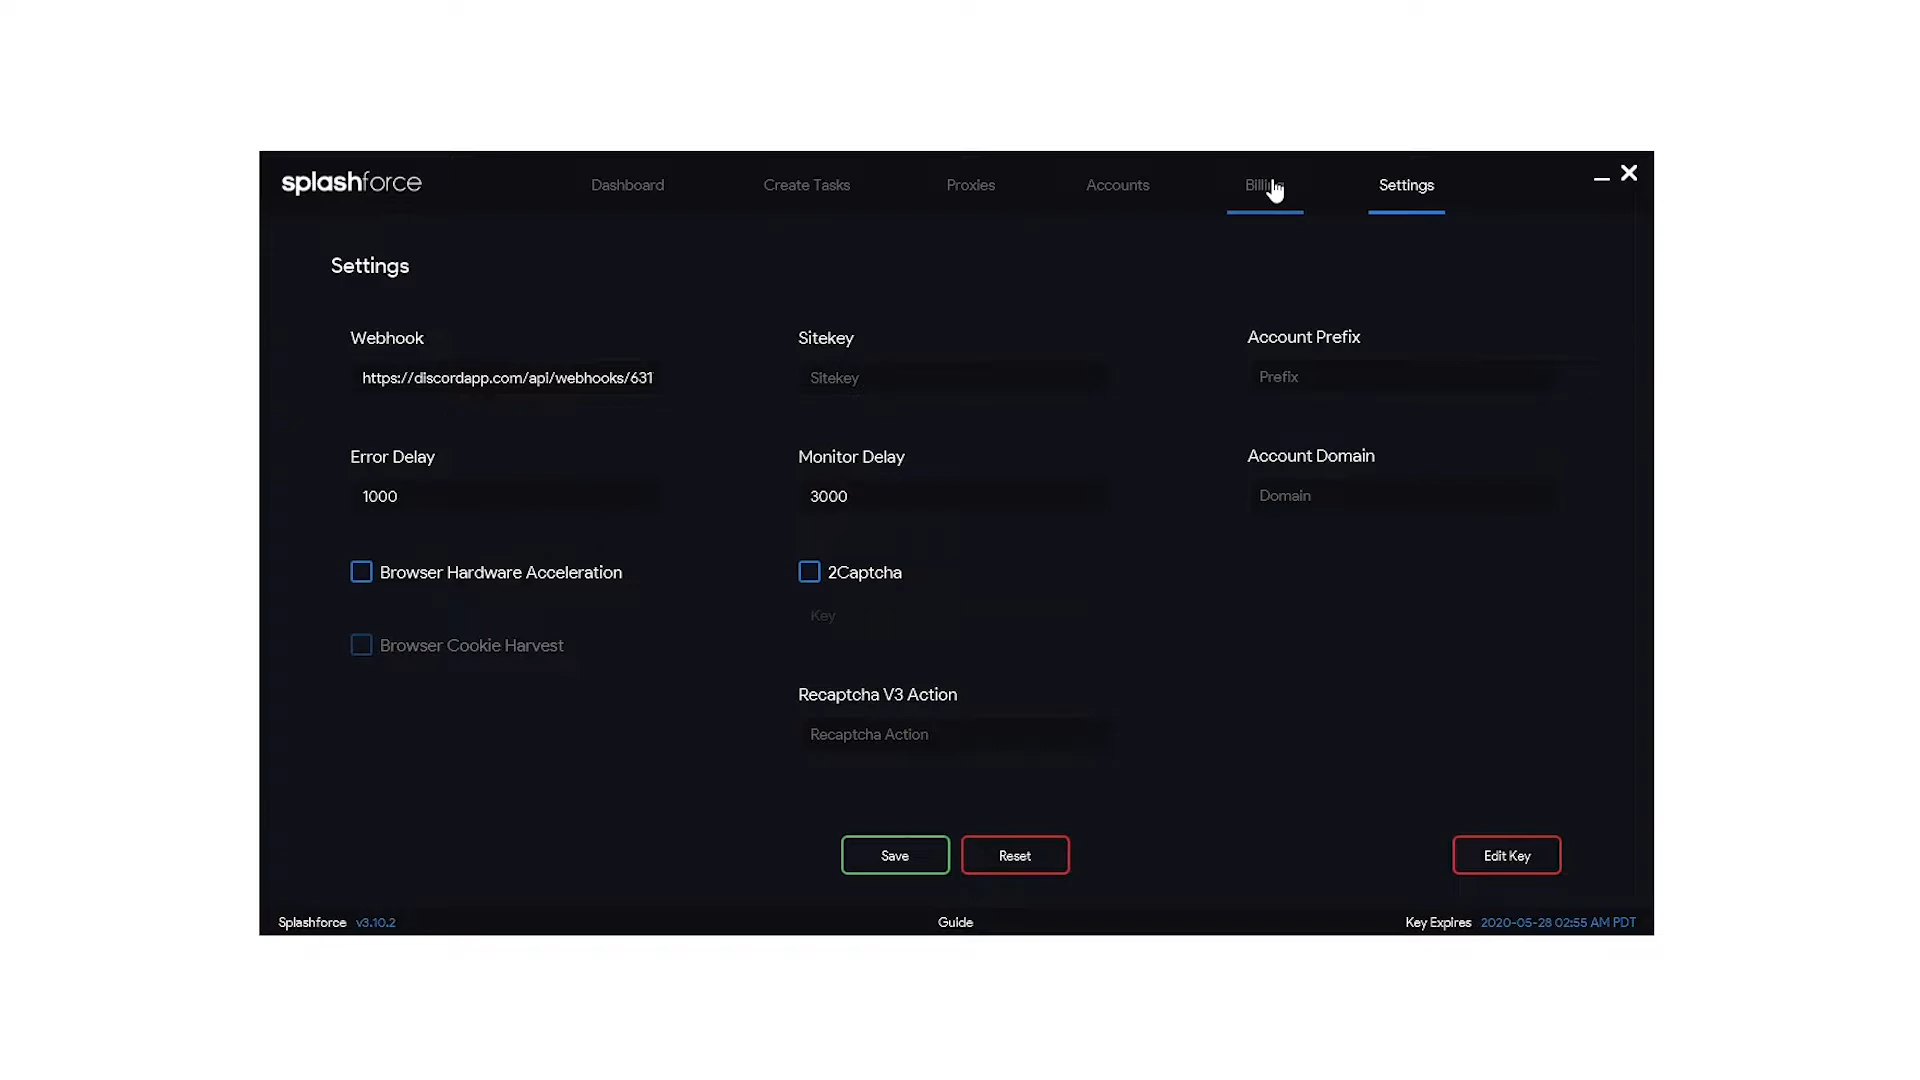 splashforce
Dashboard
Create Tasks
Proxies
Accounts
Settings
Settings
Webhook
https://discordapp.com/api/webhooks/631
Sitekey
Sitekey
Account Prefix
Prefix
Error Delay
1000
Monitor Delay
3000
Account Domain
Domain
Browser Hardware Acceleration
2Captcha
Key
Browser Cookie Harvest
Recaptcha V3 Action
Recaptcha Action
Save
Reset
Edit Key
Splashforce v3.10.2
Guide
Key Expires 2020-05-28 02:55 AM PDT